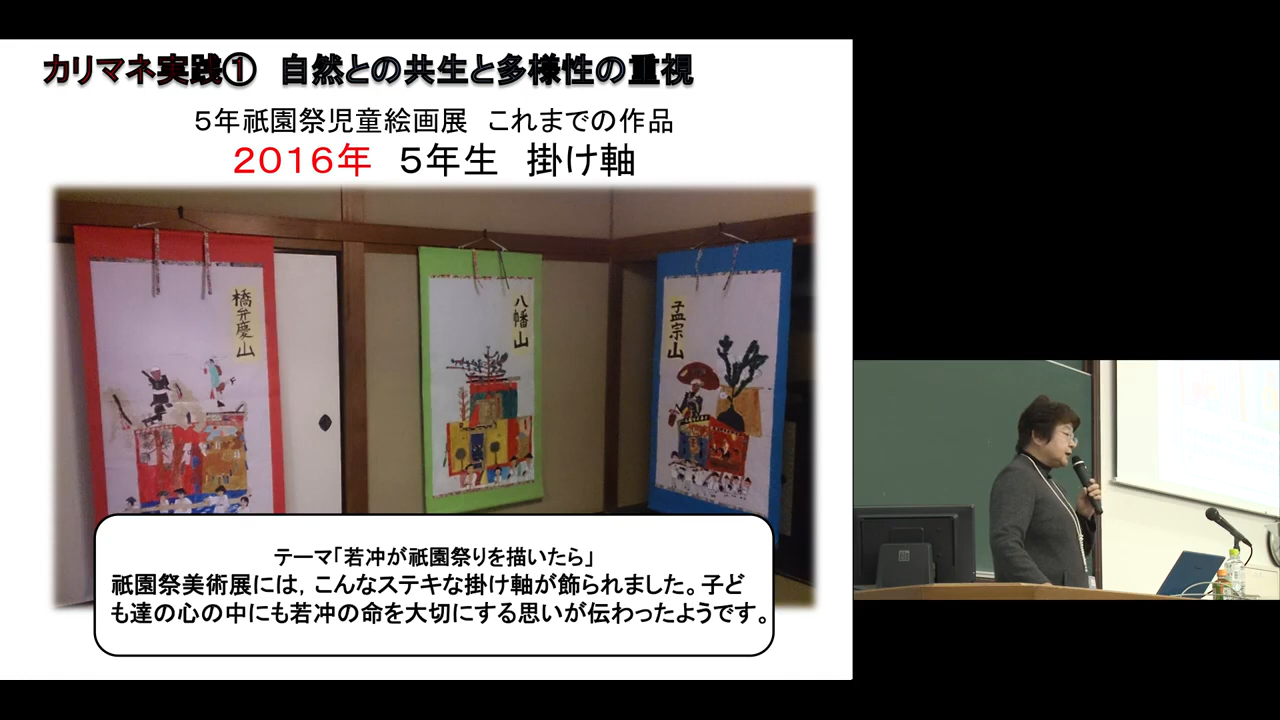 カリマネ実践① 自然との共生と多様性の重視
５年祇園祭児童絵画展 これまでの作品
２０１６年 ５年生 掛け軸
橋弁慶山
八幡山
孟宗山
テーマ「若冲が祇園祭りを描いたら」
祇園祭美術展には，こんなステキな掛け軸が飾られました。子ど
も達の心の中にも若冲の命を大切にする思いが伝わったようです。